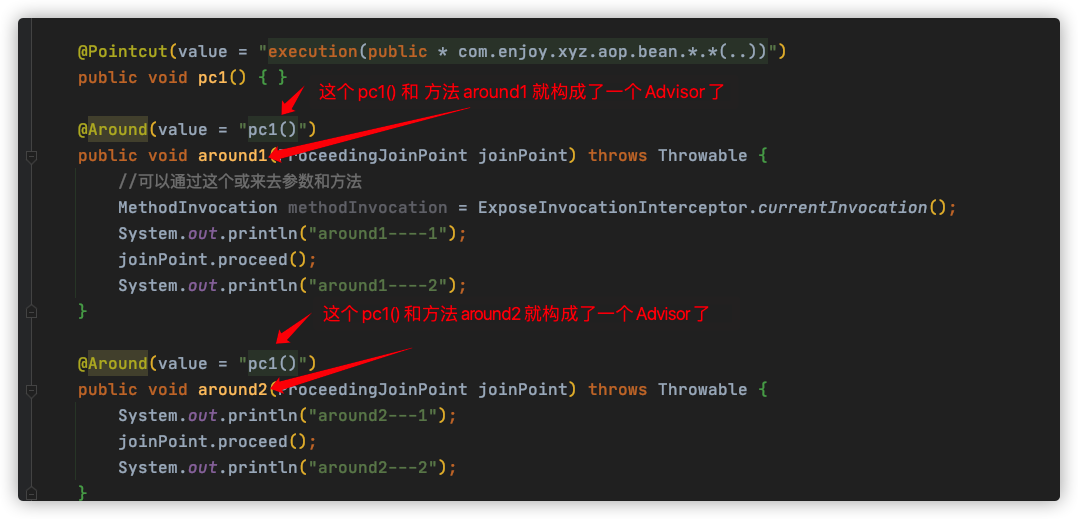 @Pointcut(value = "execution(public * com.enjoy.xyz.aop.bean.*.*(..))")
public void pc1() { }
这个 pc1() 和 方法 around1 就构成了一个 Advisor 了
@Around(value = "pc1()")
public void around1(ProceedingJoinPoint joinPoint) throws Throwable {
//可以通过这个或来去参数和方法
MethodInvocation methodInvocation = ExposeInvocationInterceptor.currentInvocation();
System.out.println("around1----1");
joinPoint.proceed();
System.out.println("around1----2");
}
这个 pc1() 和方法 around2 就构成了一个 Advisor 了
@Around(value = "pc1()")
public void around2(ProceedingJoinPoint joinPoint) throws Throwable {
System.out.println("around2---1");
joinPoint.proceed();
System.out.println("around2---2");
}